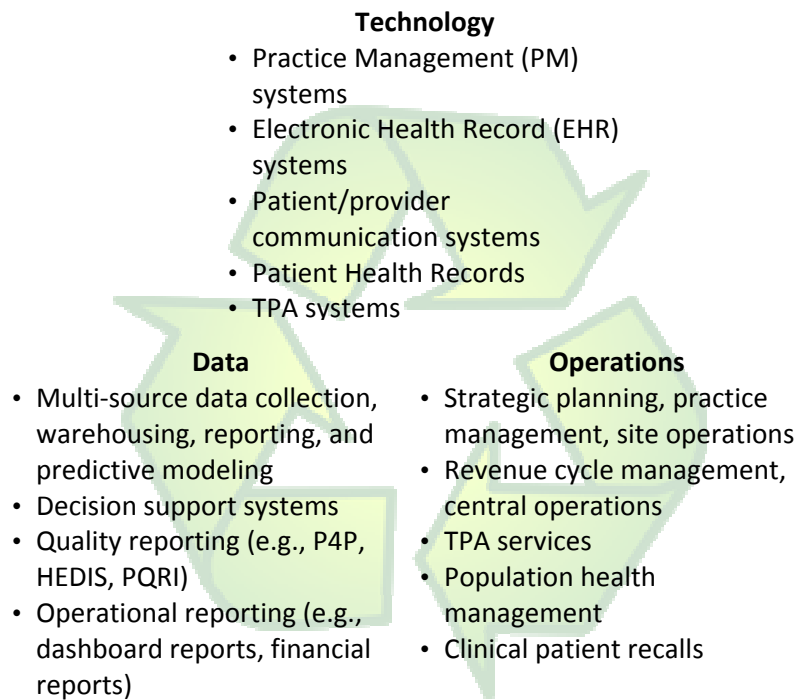 Technology
• Practice Management (PM)
systems
• Electronic Health Record (EHR)
systems
• Patient/provider
communication systems
• Patient Health Records
• TPA systems
Data
• Multi-source data collection,
warehousing, reporting, and
predictive modeling
• Decision support systems
• Quality reporting (e.g., P4P,
HEDIS, PQRI)
• Operational reporting (e.g.,
dashboard reports, financial
reports)
Operations
• Strategic planning, practice
management, site operations
• Revenue cycle management,
central operations
• TPA services
• Population health
management
• Clinical patient recalls